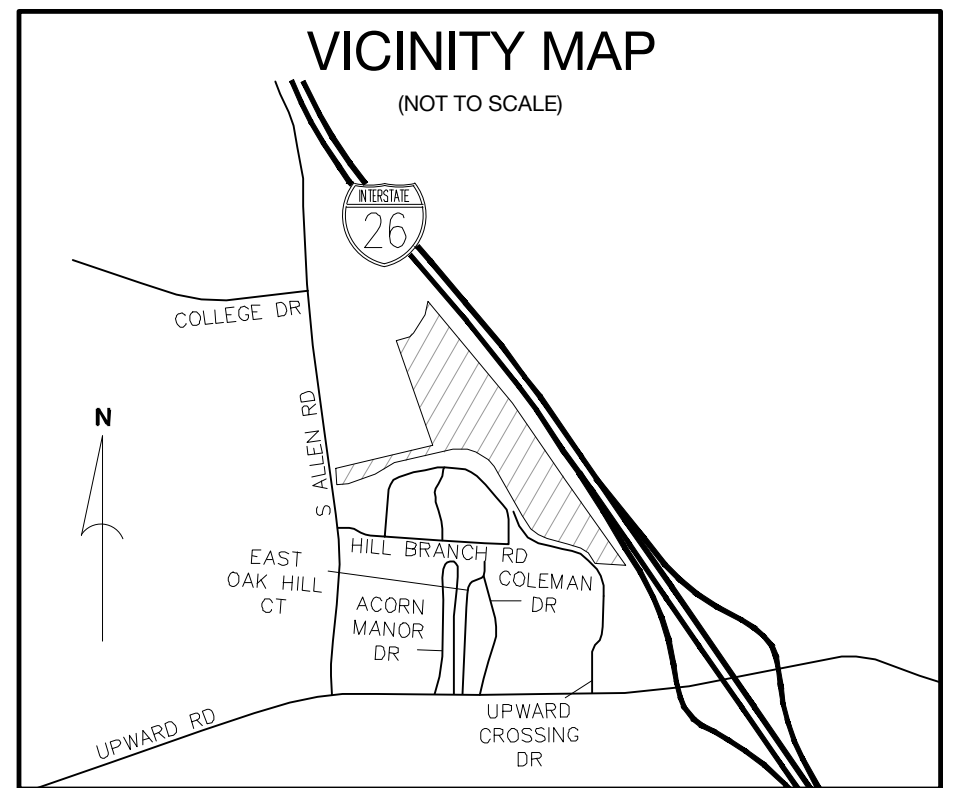 VICINITY MAP
(NOT TO SCALE)
INTERSTATE
26
COLLEGE DR
N
S ALLEN RD
HILL BRANCH RD
EAST
OAK HILL
CT
COLEMAN
DR
ACORN
MANOR
DR
UPWARD RD
UPWARD
CROSSING
DR